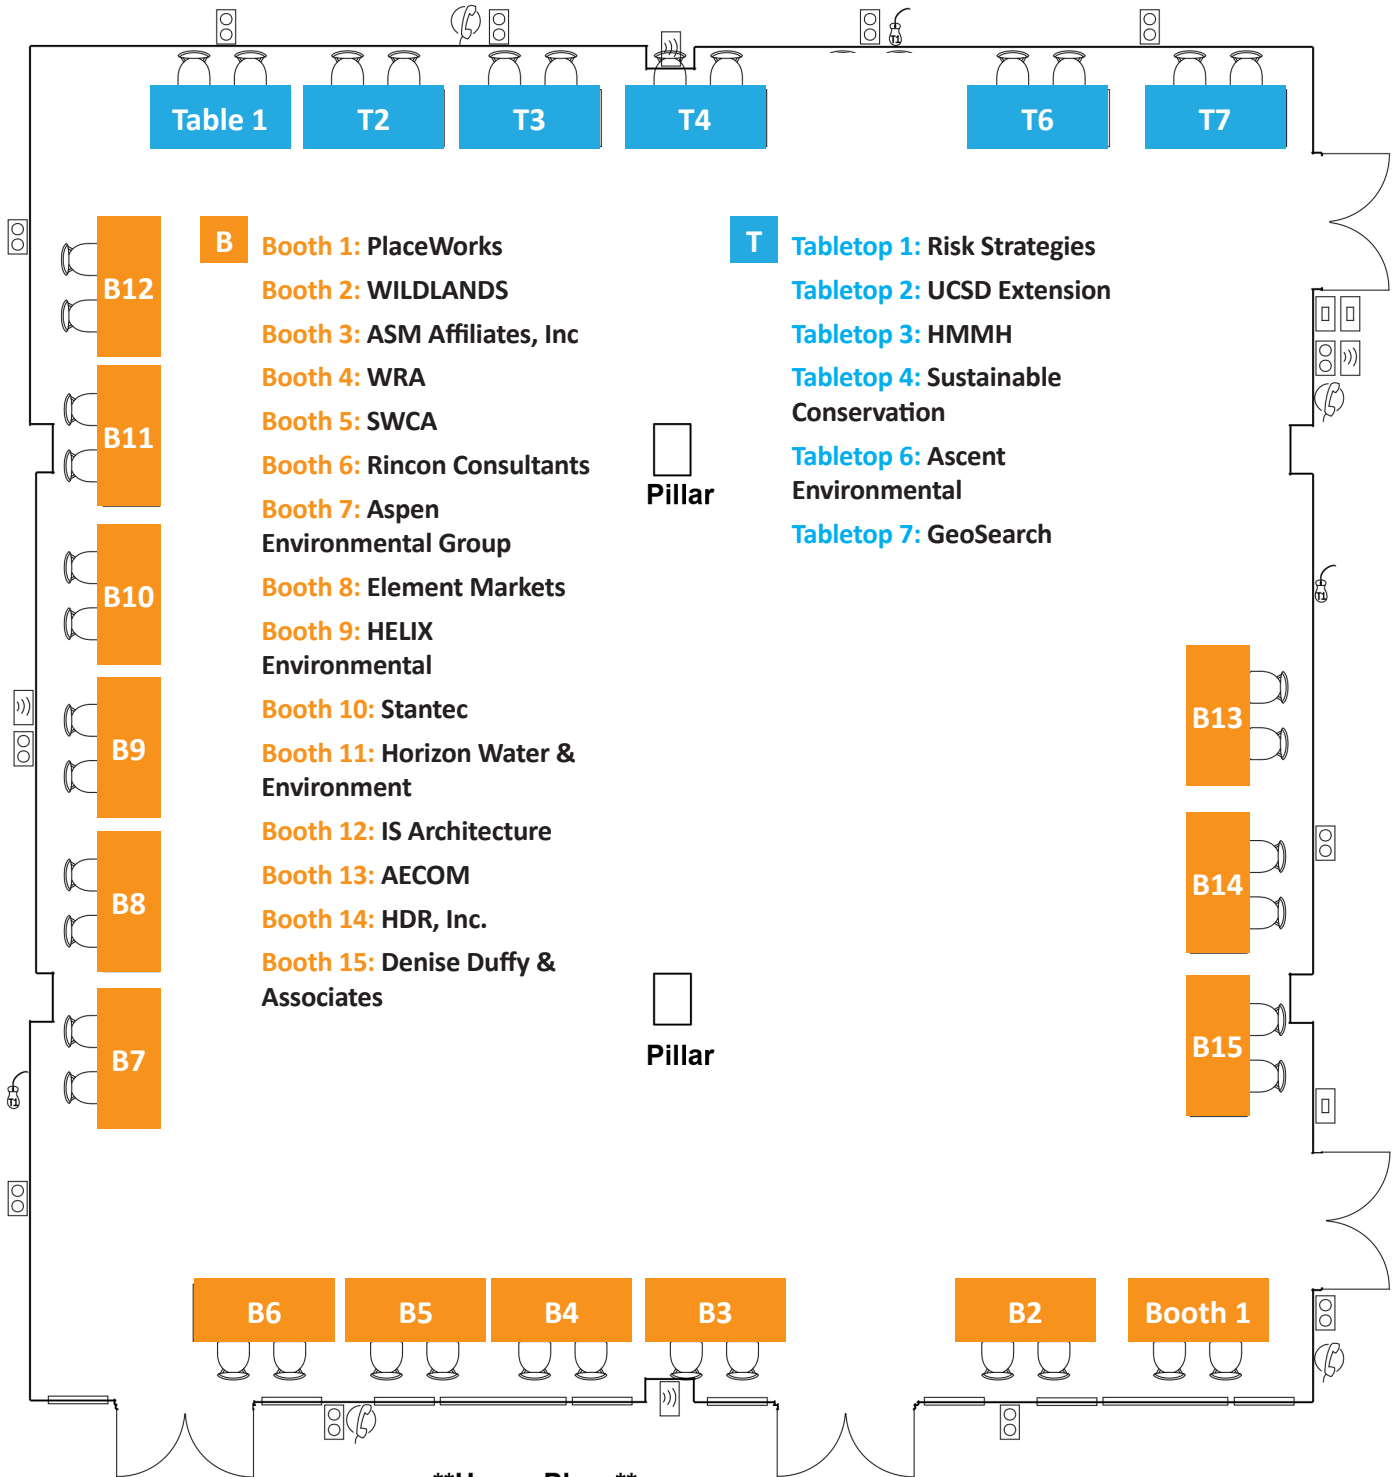 Table 1
T2
T3
T4
T6
T7
B
Booth 1: PlaceWorks
Booth 2: WILDLANDS
Booth 3: ASM Affiliates, Inc
Booth 4: WRA
Booth 5: SWCA
Booth 6: Rincon Consultants
Booth 7: Aspen
Environmental Group
Booth 8: Element Markets
Booth 9: HELIX
Environmental
Booth 10: Stantec
Booth 11: Horizon Water &
Environment
Booth 12: IS Architecture
Booth 13: AECOM
Booth 14: HDR, Inc.
Booth 15: Denise Duffy &
Associates
T
Tabletop 1: Risk Strategies
Tabletop 2: UCSD Extension
Tabletop 3: HMMH
Tabletop 4: Sustainable
Conservation
Tabletop 6: Ascent
Environmental
Tabletop 7: GeoSearch
B12
B11
B10
B9
B8
B7
Pillar
Pillar
B13
B14
B15
B6
B5
B4
B3
B2
Booth 1
T1
T1
T1